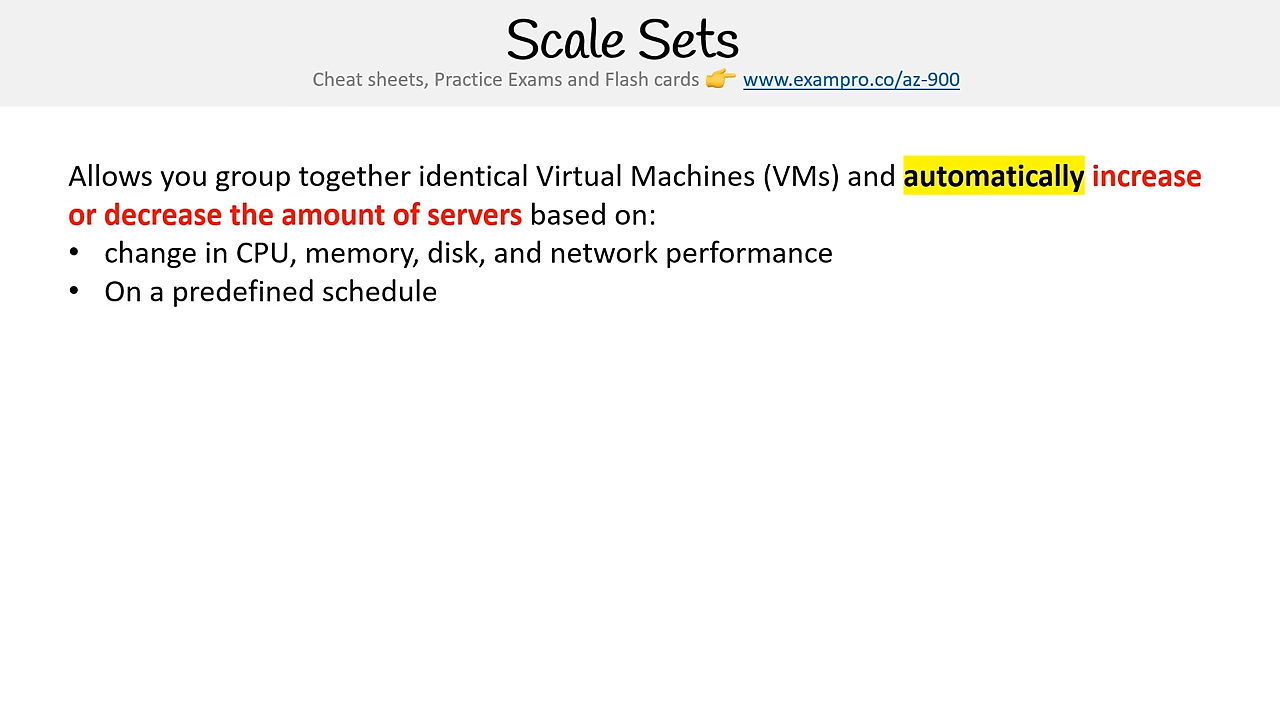 Scale Sets
Cheat sheets, Practice Exams and Flash cards 👉 www.exampro.co/az-900
Allows you group together identical Virtual Machines (VMs) and automatically increase
or decrease the amount of servers based on:
• change in CPU, memory, disk, and network performance
• On a predefined schedule